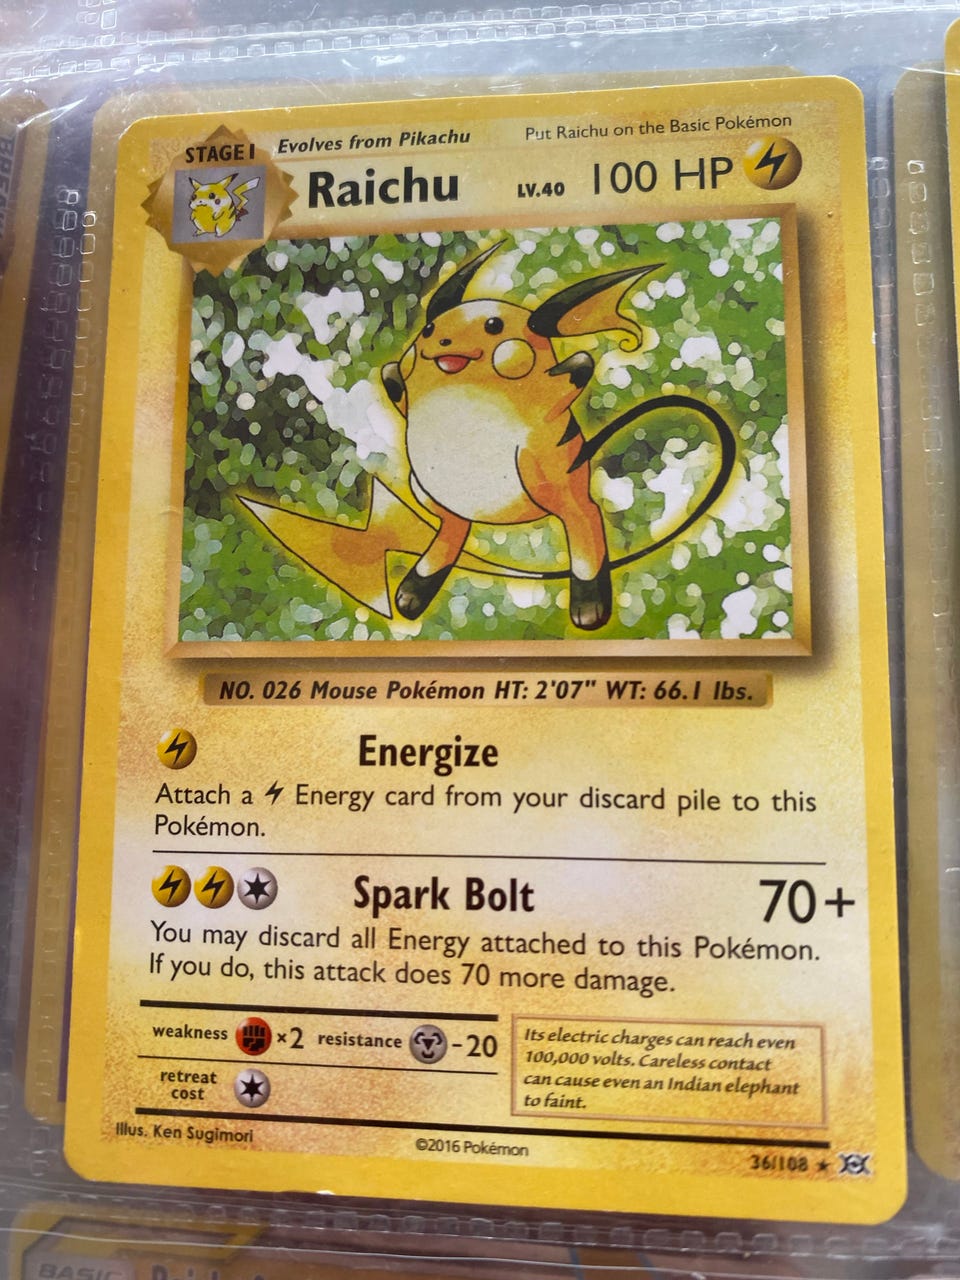 STAGE 1
Evolves from Pikachu
Put Raichu on the Basic Pokémon
Raichu
LV.40
100 HP
NO. 026 Mouse Pokémon HT: 2'07" WT: 66.1 lbs.
Energize
Attach a Energy card from your discard pile to this
Pokémon.
Spark Bolt
70+
You may discard all Energy attached to this Pokémon.
If you do, this attack does 70 more damage.
weakness ×2 resistance -20
retreat
cost
Its electric charges can reach even
100,000 volts. Careless contact
can cause even an Indian elephant
to faint.
Illus. Ken Sugimori
©2016 Pokémon
36/108
BASIC